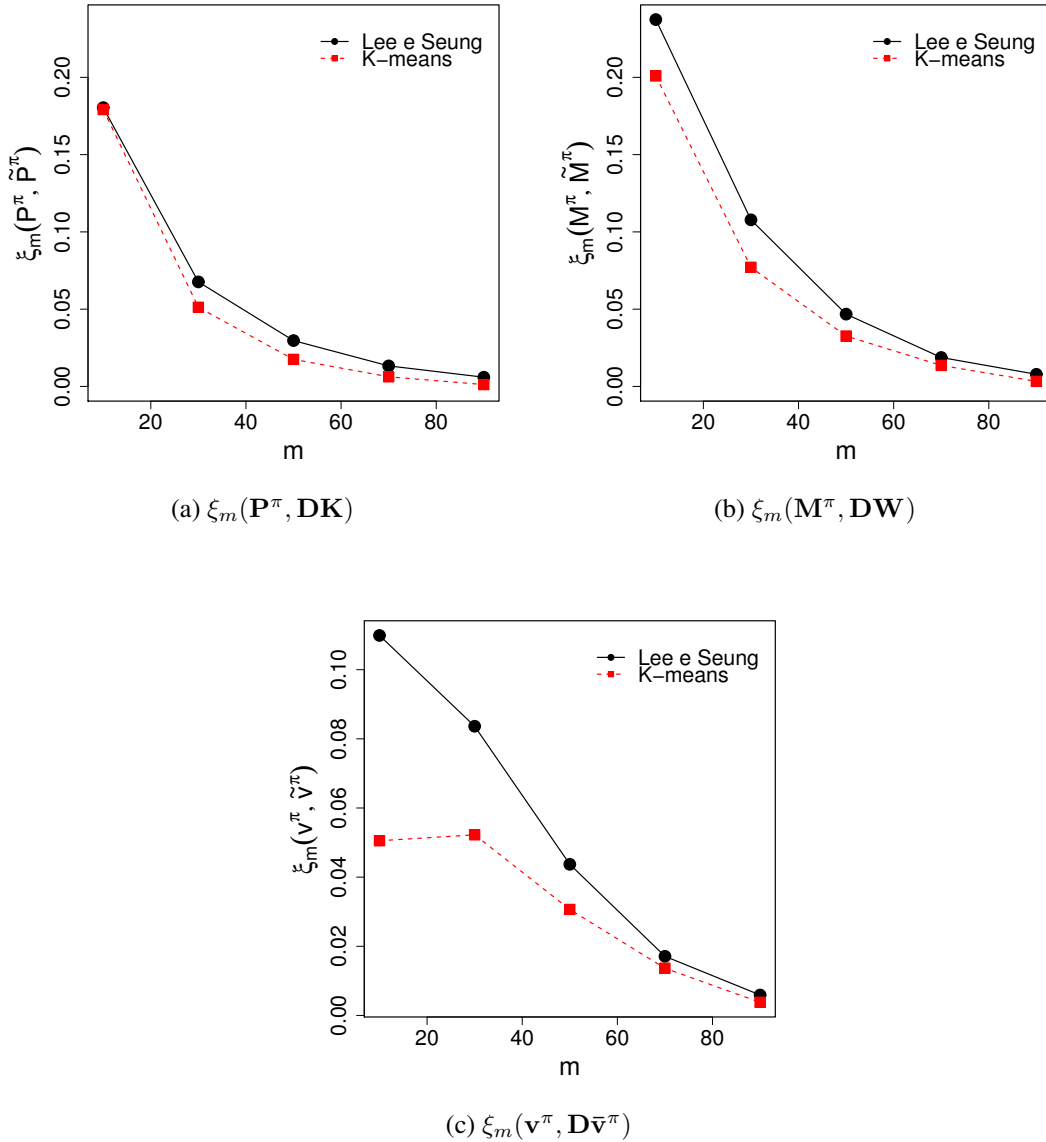 Lee e Seung
K−means
0.00 0.05 0.10 0.15 0.20
ξm(Pπ, P̃π)
20 40 60 80
m
(a) ξm(Pπ, DK)
Lee e Seung
K−means
0.00 0.05 0.10 0.15 0.20
ξm(Mπ, M̃π)
20 40 60 80
m
(b) ξm(Mπ, DW)
Lee e Seung
K−means
0.00 0.02 0.04 0.06 0.08 0.10
ξm(vπ, ṽπ)
20 40 60 80
m
(c) ξm(vπ, Dv̄π)